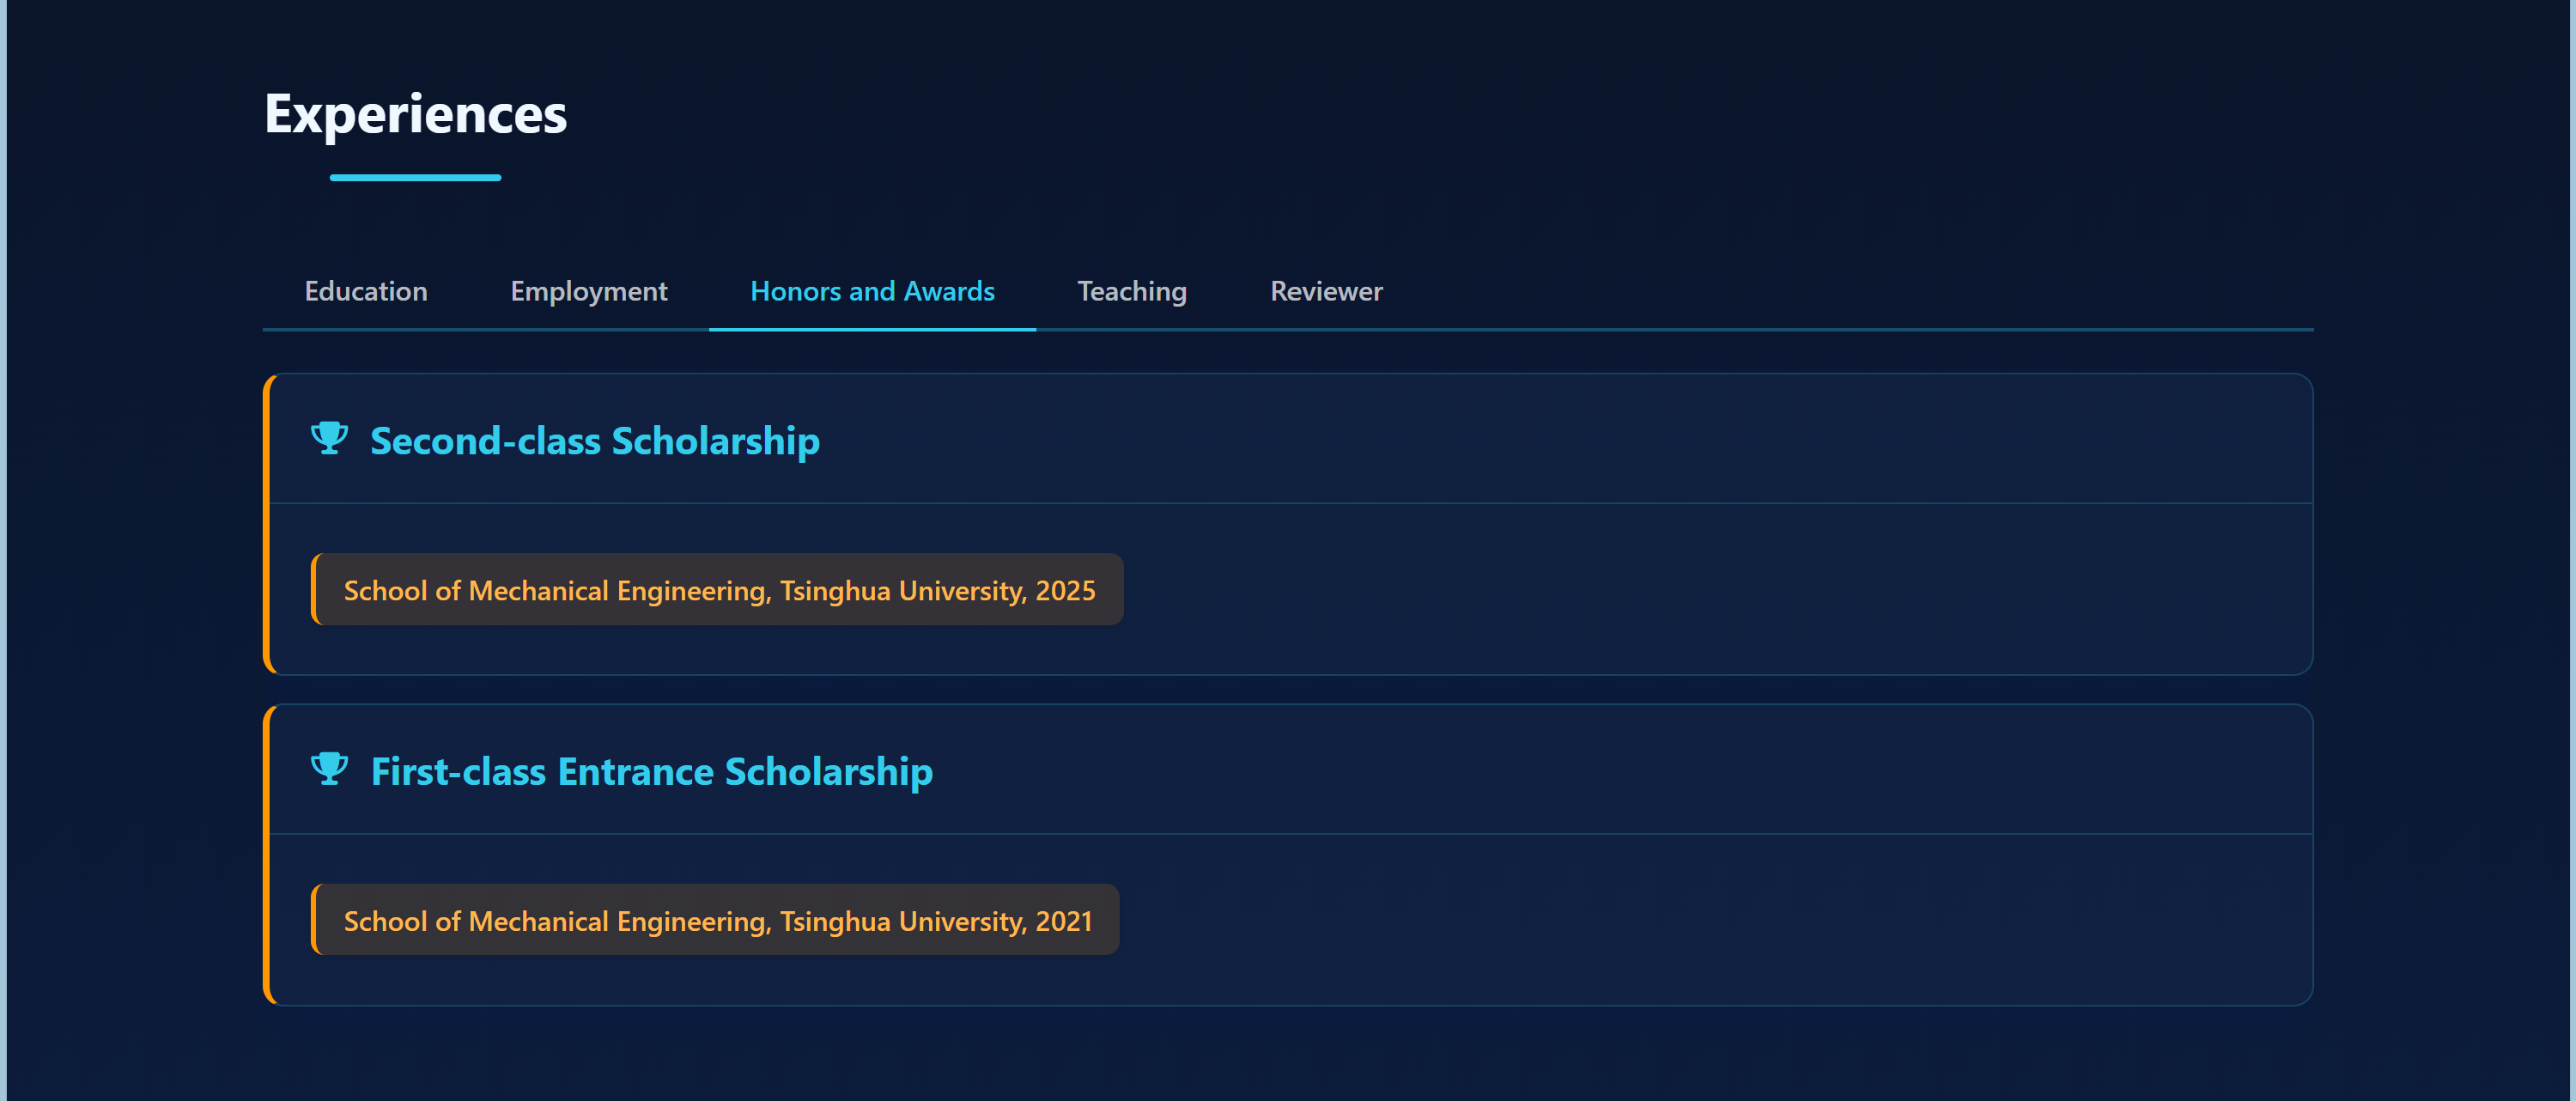 Experiences
Education Employment Honors and Awards Teaching Reviewer
Second-class Scholarship
School of Mechanical Engineering, Tsinghua University, 2025
First-class Entrance Scholarship
School of Mechanical Engineering, Tsinghua University, 2021